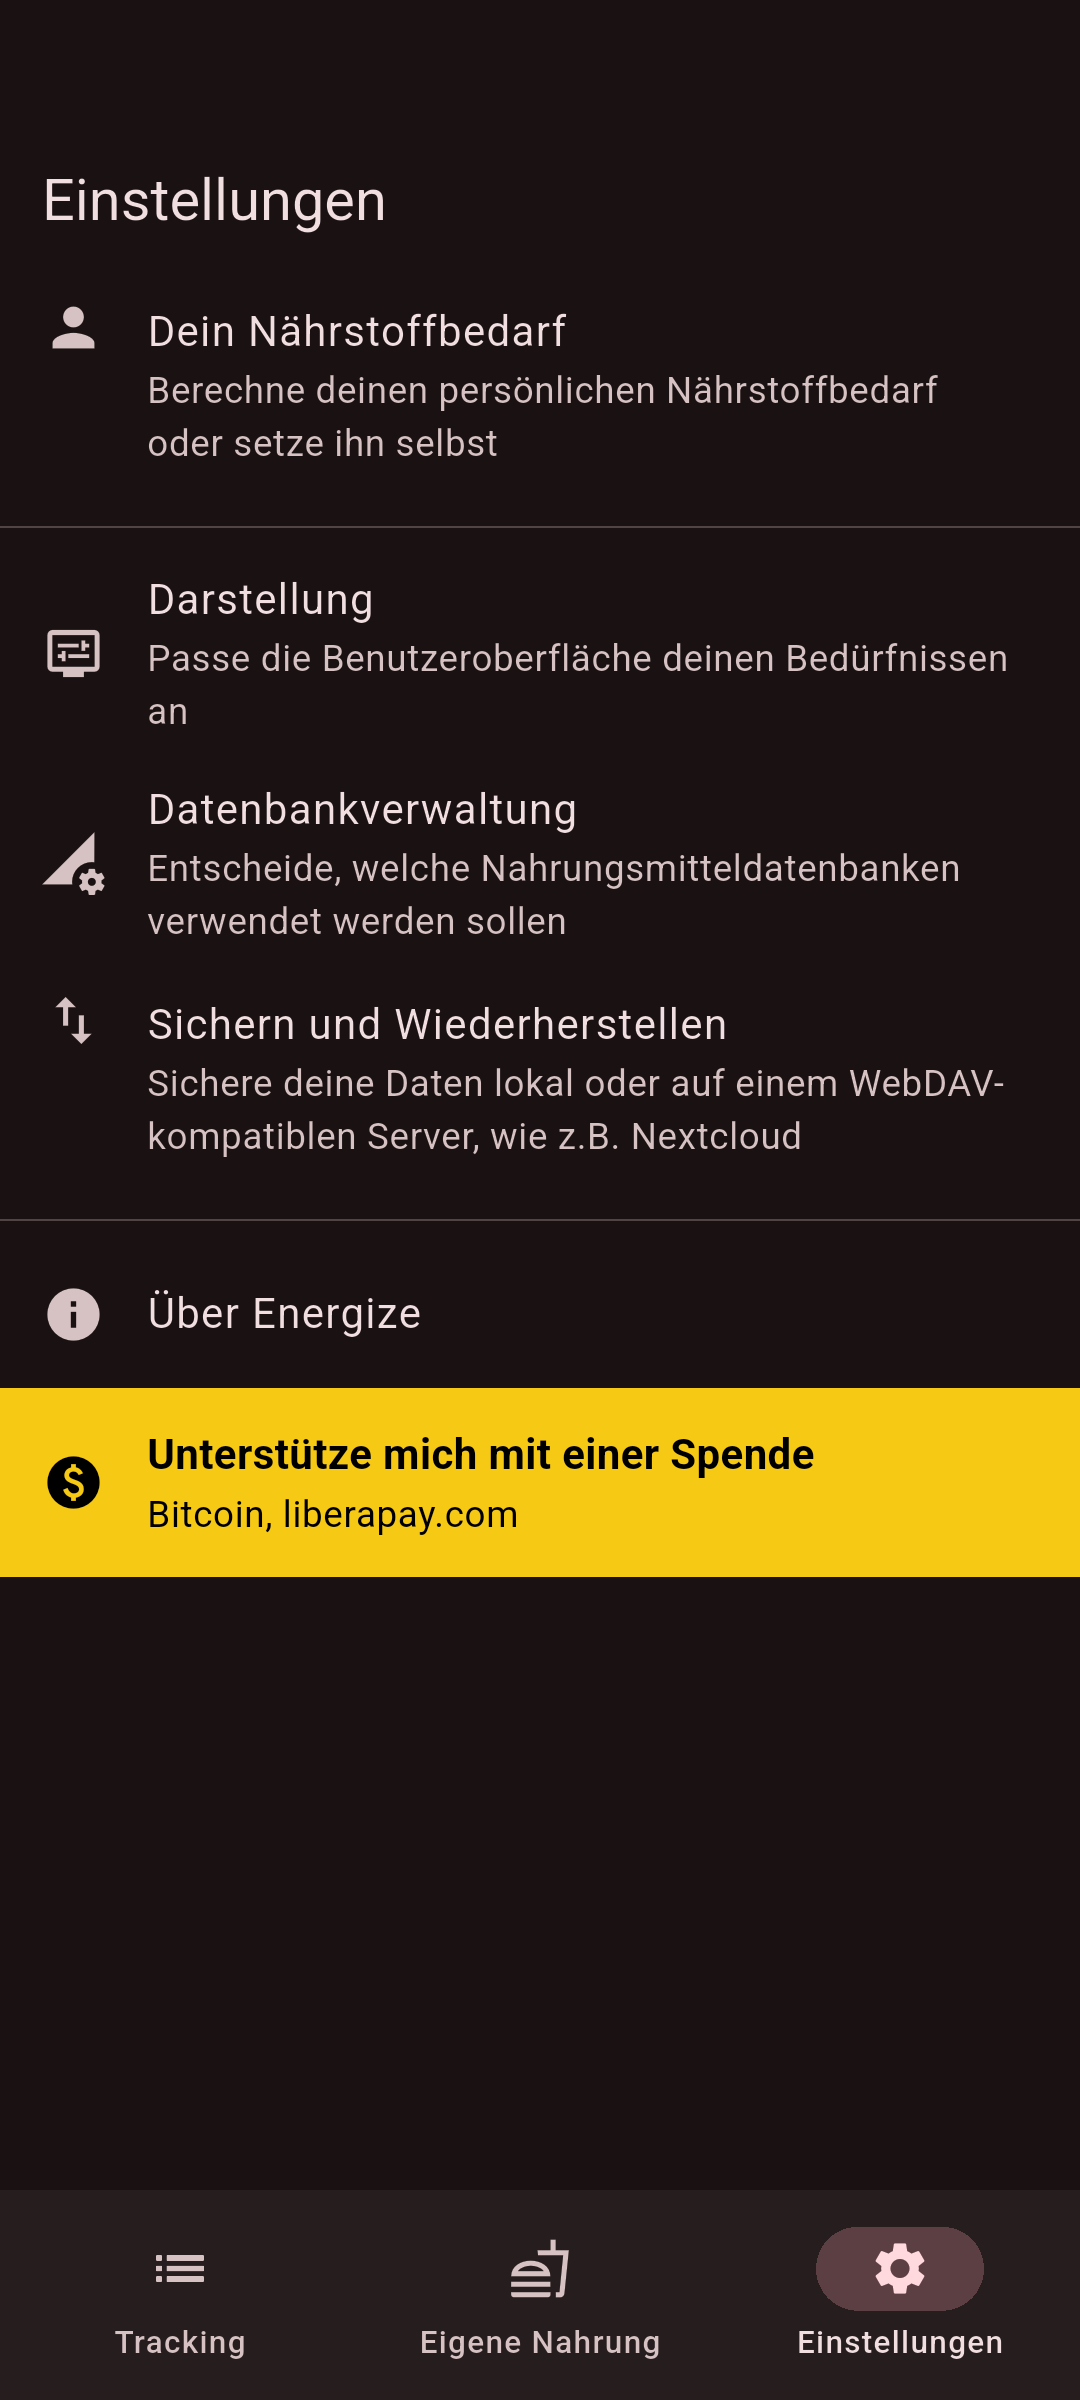 Einstellungen
Dein Nährstoffbedarf
Berechne deinen persönlichen Nährstoffbedarf
oder setze ihn selbst
Darstellung
Passe die Benutzeroberfläche deinen Bedürfnissen
an
Datenbankverwaltung
Entscheide, welche Nahrungsmitteldatenbanken
verwendet werden sollen
Sichern und Wiederherstellen
Sichere deine Daten lokal oder auf einem WebDAV-
kompatiblen Server, wie z.B. Nextcloud
Über Energize
Unterstütze mich mit einer Spende
Bitcoin, liberapay.com
Tracking
Eigene Nahrung
Einstellungen